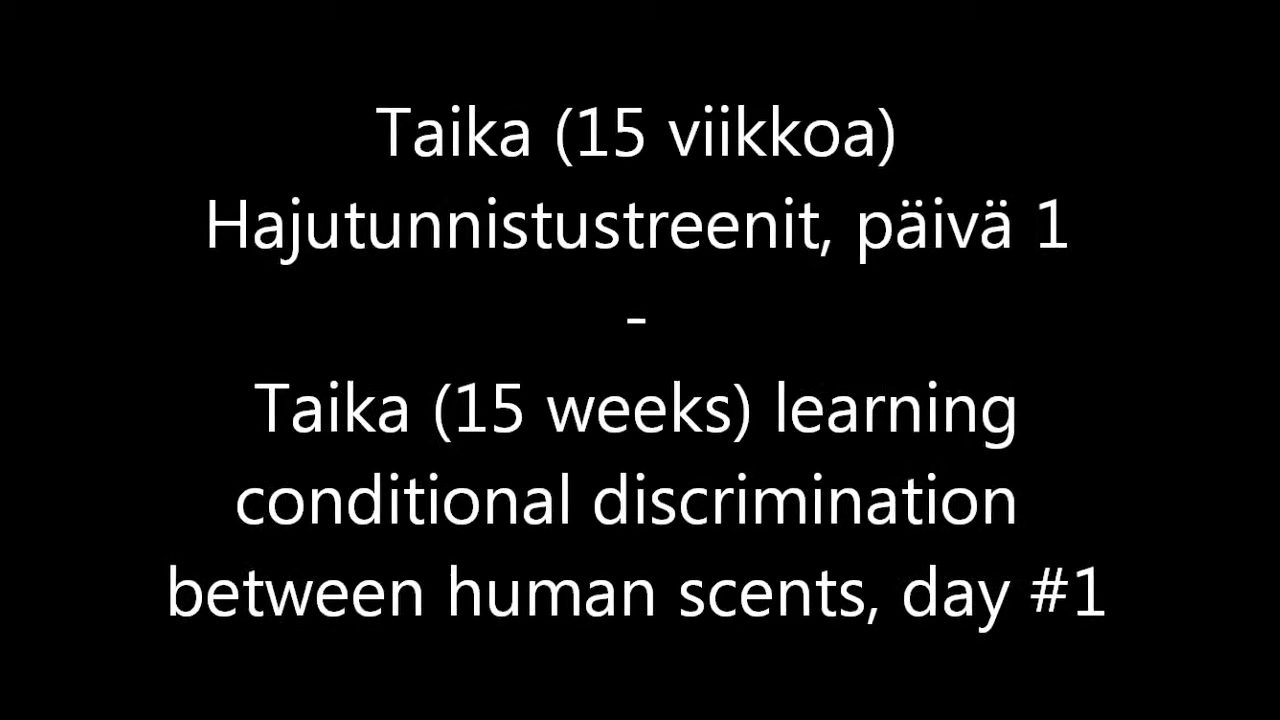 Taika (15 viikkoa)
Hajutunnistustreenit, päivä 1
-
Taika (15 weeks) learning
conditional discrimination
between human scents, day #1